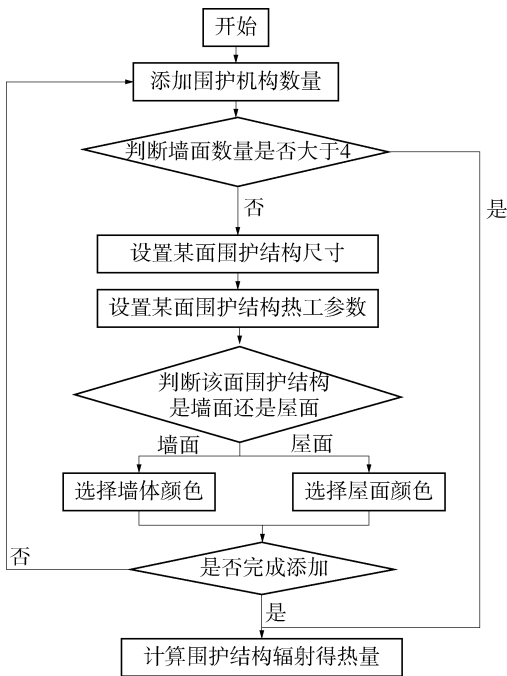 开始
添加围护机构数量
判断墙面数量是否大于4
否
是
设置某面围护结构尺寸
设置某面围护结构热工参数
判断该面围护结构
是墙面还是屋面
墙面
屋面
选择墙体颜色
选择屋面颜色
否
是否完成添加
是
计算围护结构辐射得热量